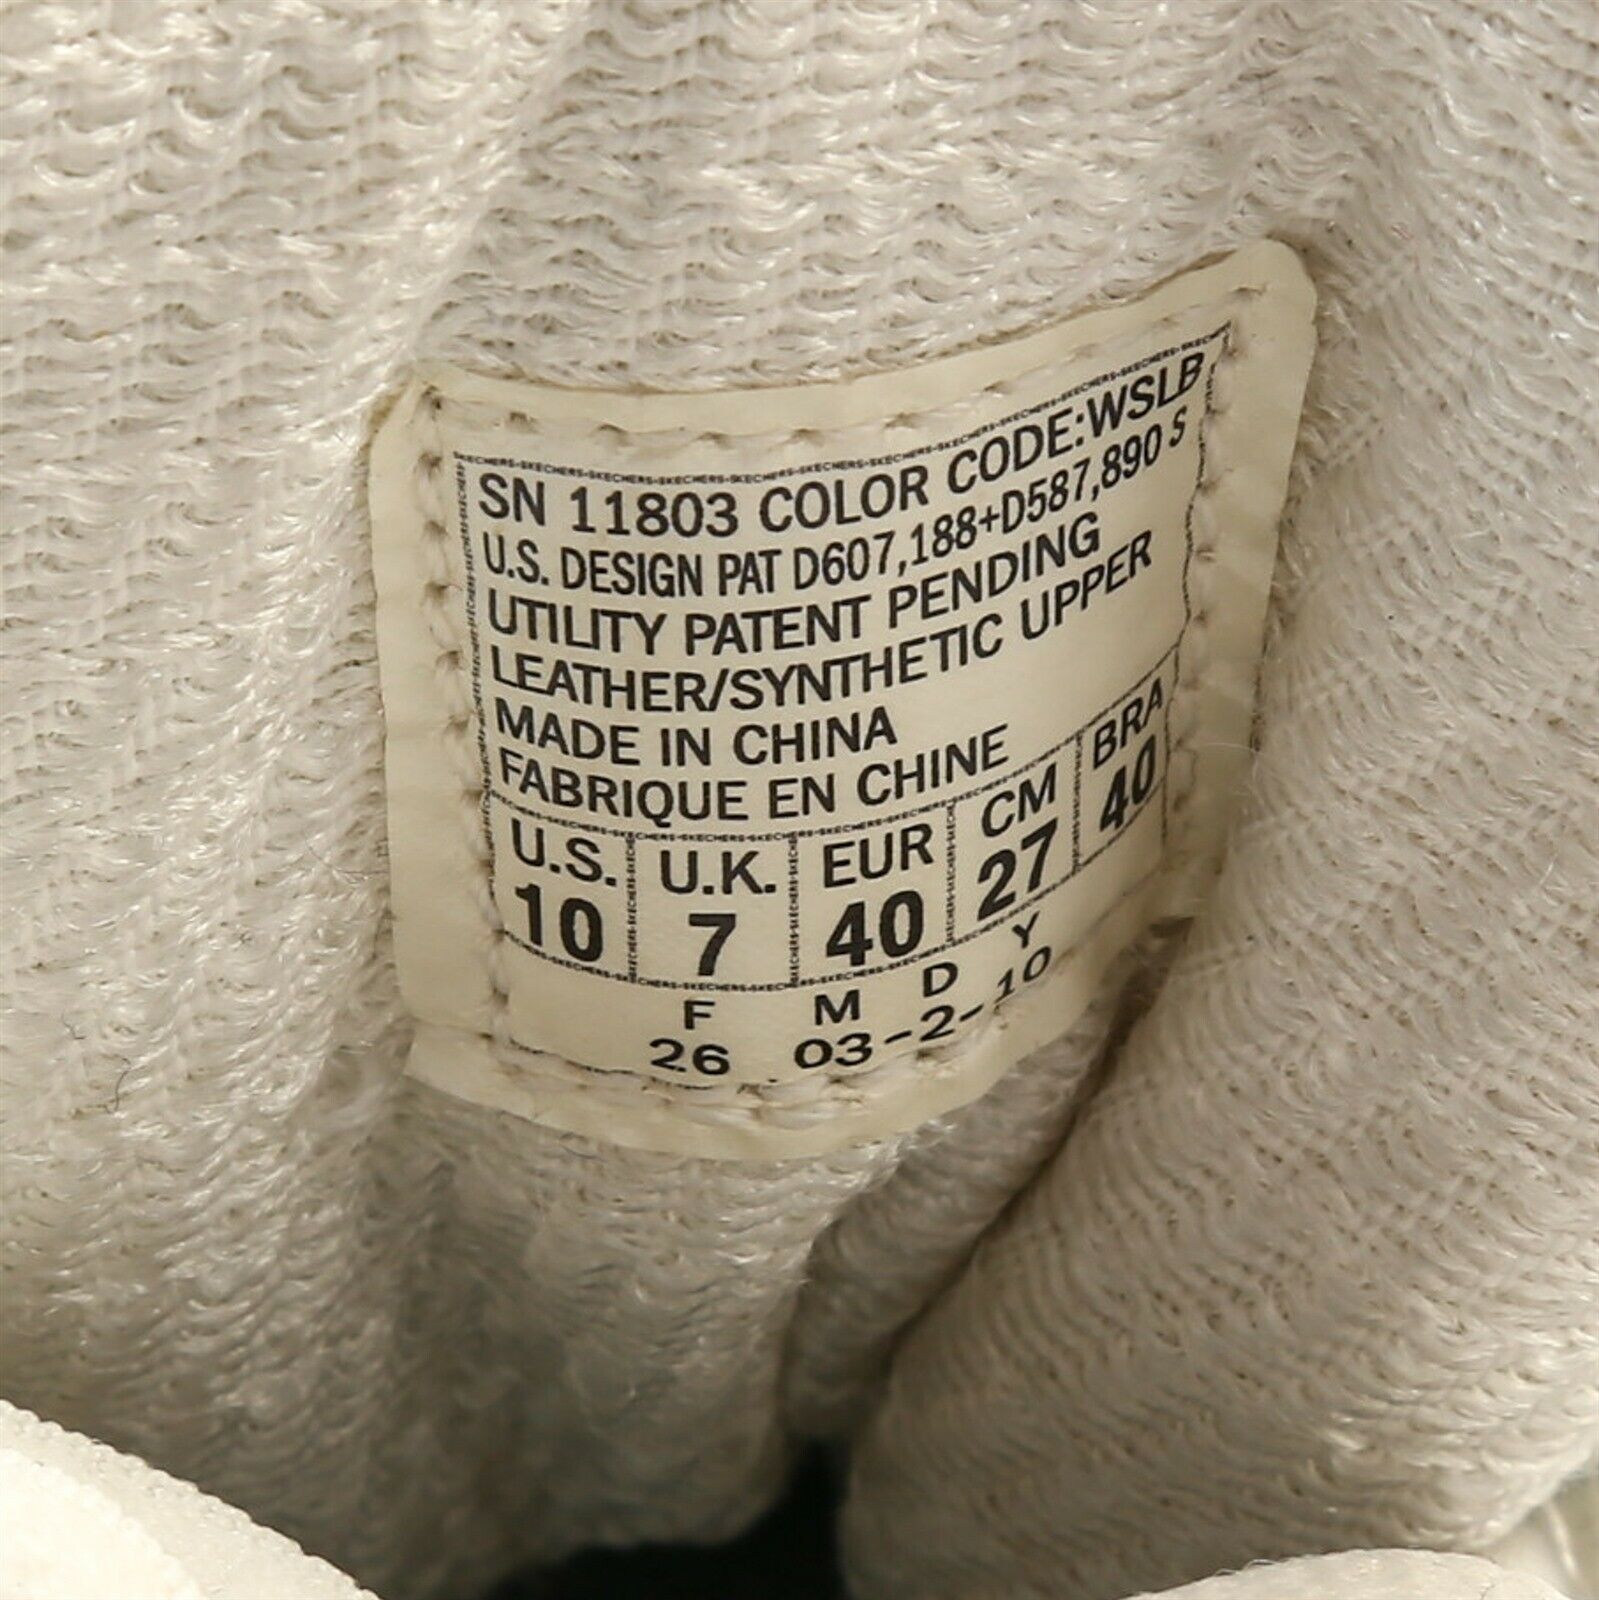 SN 11803 COLOR CODE:WSLB
U.S. DESIGN PAT D607,188+D587,890 S
UTILITY PATENT PENDING
LEATHER/SYNTHETIC UPPER
MADE IN CHINA
FABRIQUE EN CHINE
U.S. U.K. EUR CM BRA
10 7 40 27 40
F M D Y
26 03-2-10